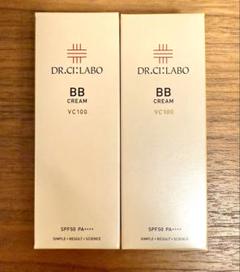 DR.CI:LABO
BB
CREAM
VC100
SPF50 PA++++
SIMPLE • RESULT • SCIENCE
DR.CI:LABO
BB
CREAM
VC100
SPF50 PA++++
SIMPLE • RESULT • SCIENCE